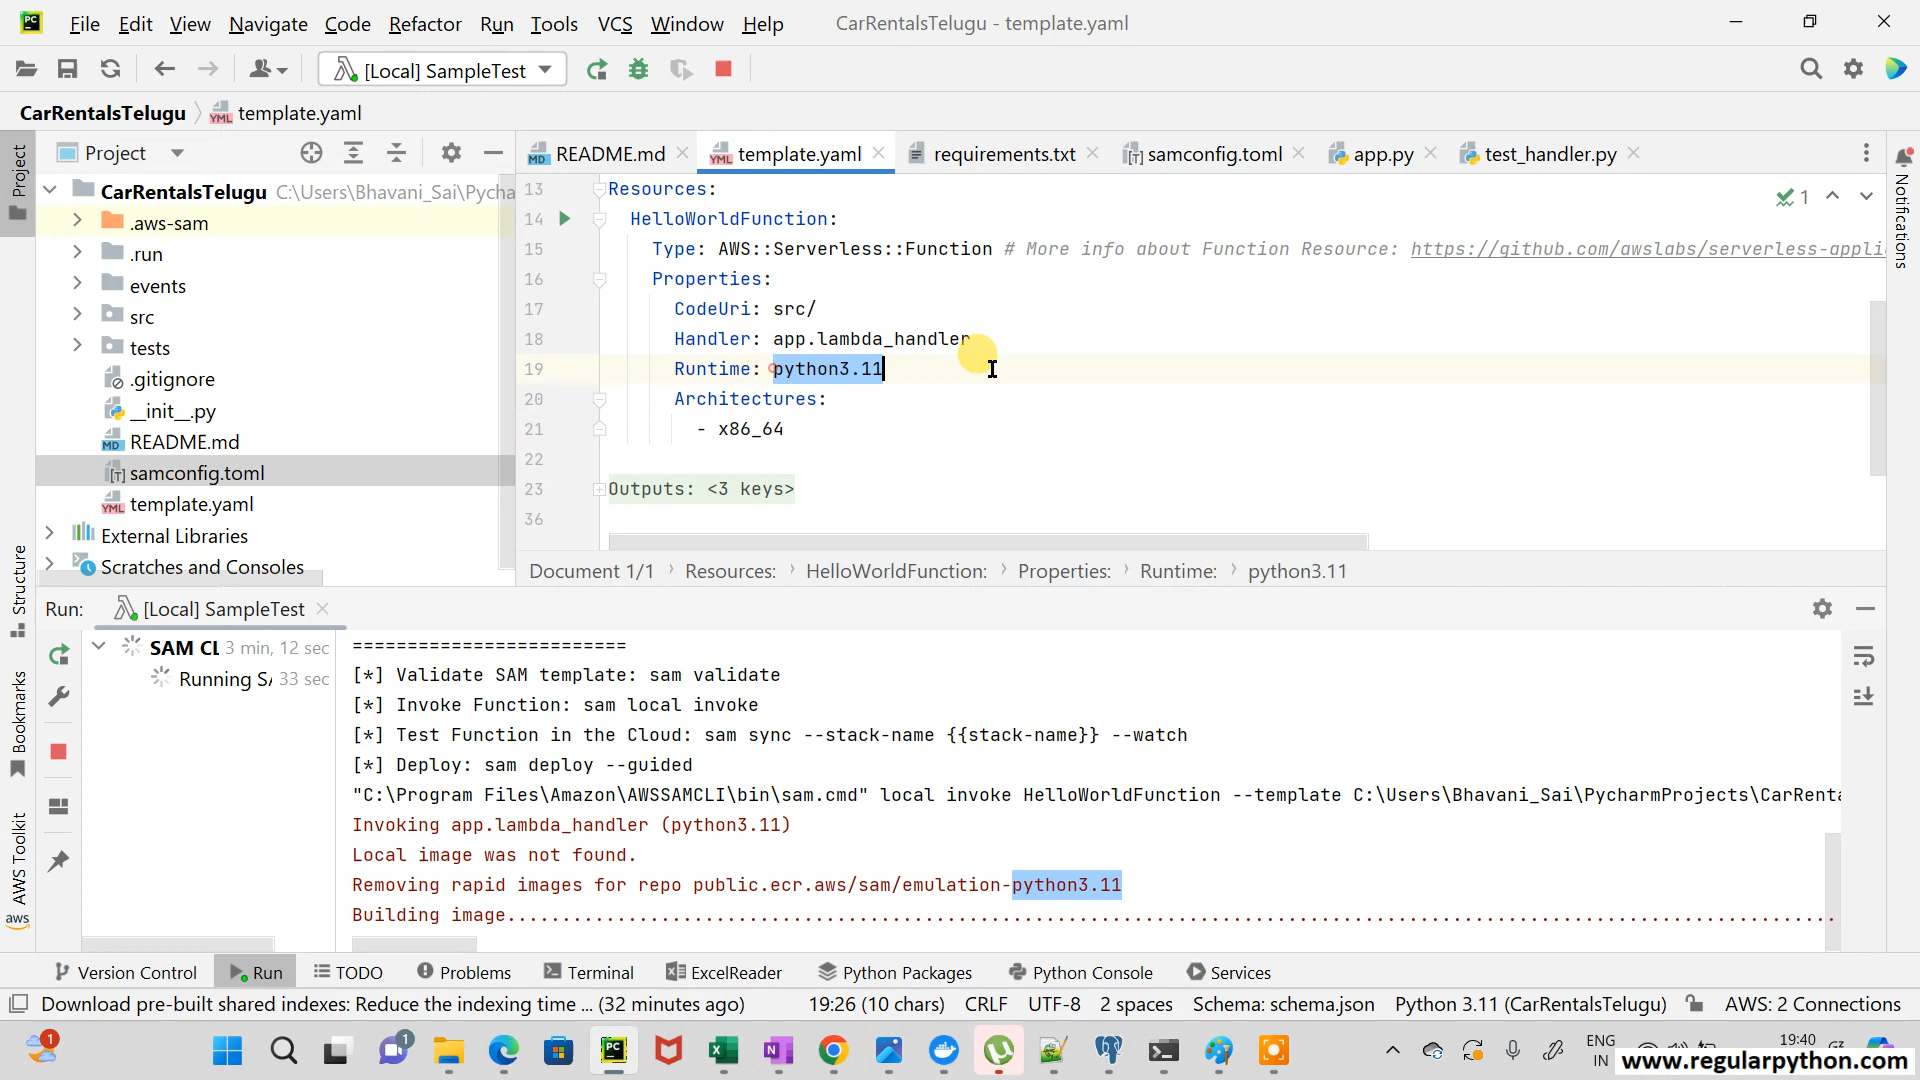 PC File Edit View Navigate Code Refactor Run Tools VCS Window Help CarRentalsTelugu - template.yaml
[Local] SampleTest
CarRentalsTelugu template.yaml
Project
Project
README.md template.yaml requirements.txt samconfig.toml app.py test_handler.py
CarRentalsTelugu C:\Users\Bhavani_Sai\Pycha
.aws-sam
.run
events
src
tests
.gitignore
__init__.py
README.md
samconfig.toml
template.yaml
External Libraries
Scratches and Consoles
13 Resources:
14 HelloWorldFunction:
15 Type: AWS::Serverless::Function # More info about Function Resource: https://github.com/awslabs/serverless-appli
16 Properties:
17 CodeUri: src/
18 Handler: app.lambda_handler
19 Runtime: python3.11
20 Architectures:
21 - x86_64
22
23 Outputs: <3 keys>
36
1
Notifications
Document 1/1 Resources: HelloWorldFunction: Properties: Runtime: python3.11
Structure
Bookmarks
AWS Toolkit
aws
Run: [Local] SampleTest
SAM CL 3 min, 12 sec
Running SA 33 sec
=========================
[*] Validate SAM template: sam validate
[*] Invoke Function: sam local invoke
[*] Test Function in the Cloud: sam sync --stack-name {{stack-name}} --watch
[*] Deploy: sam deploy --guided
"C:\Program Files\Amazon\AWSSAMCLI\bin\sam.cmd" local invoke HelloWorldFunction --template C:\Users\Bhavani_Sai\PycharmProjects\CarRenta
Invoking app.lambda_handler (python3.11)
Local image was not found.
Removing rapid images for repo public.ecr.aws/sam/emulation-python3.11
Building image........................................................................................................................
Version Control Run TODO Problems Terminal ExcelReader Python Packages Python Console Services
Download pre-built shared indexes: Reduce the indexing time ... (32 minutes ago) 19:26 (10 chars) CRLF UTF-8 2 spaces Schema: schema.json Python 3.11 (CarRentalsTelugu) AWS: 2 Connections
1
1
ENG
IN
19:40
www.regularpython.com